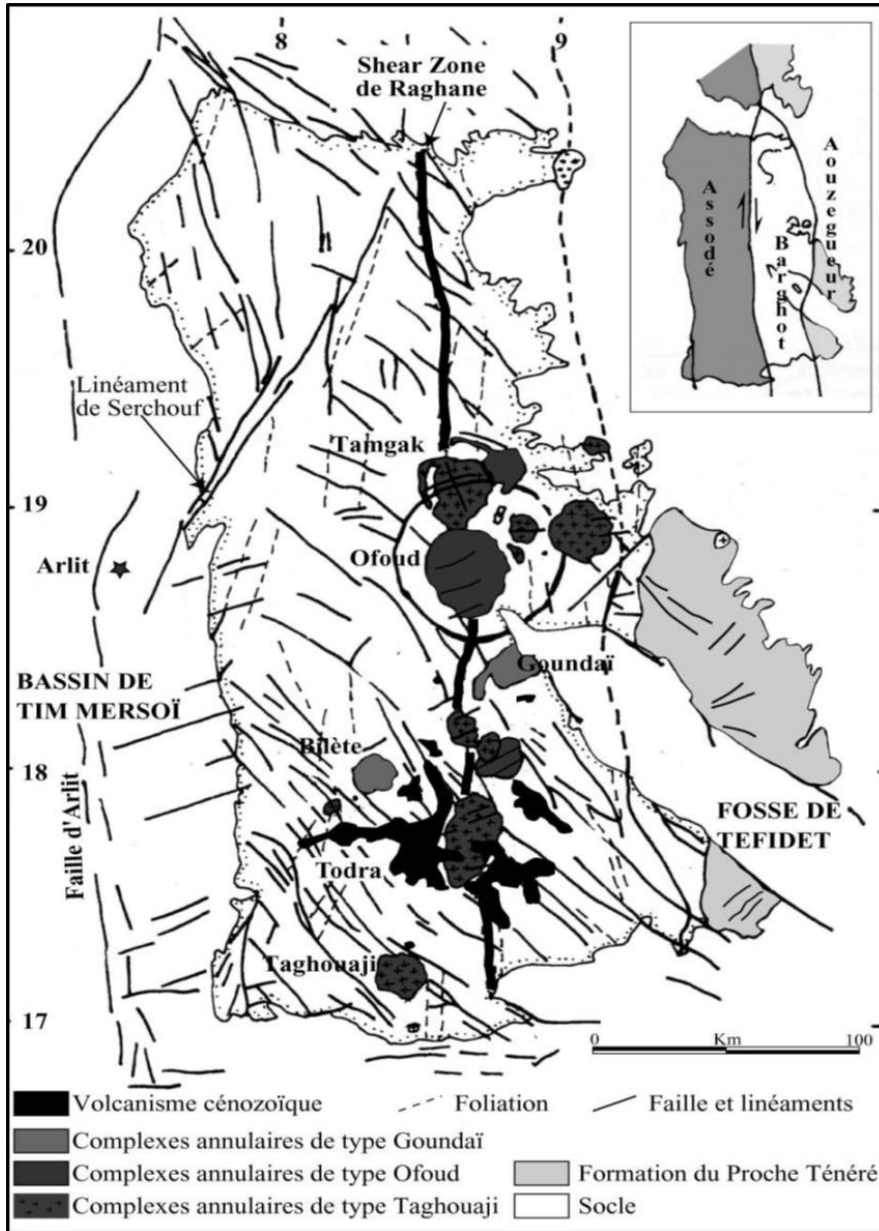 8
9
Shear Zone
de Raghane
Assodé
Barghot
Aouzegueur
20
Linéament
de Serchouf
Tamgak
19
Arlit
Ofoud
Goundaï
BASSIN DE
TIM MERSOÏ
Bilète
18
Faille d'Arlit
FOSSE DE
TEFIDET
Todra
Taghouaji
17
0 Km 100
Volcanisme cénozoïque
Foliation
Faille et linéaments
Complexes annulaires de type Goundaï
Complexes annulaires de type Ofoud
Formation du Proche Ténéré
Complexes annulaires de type Taghouaji
Socle